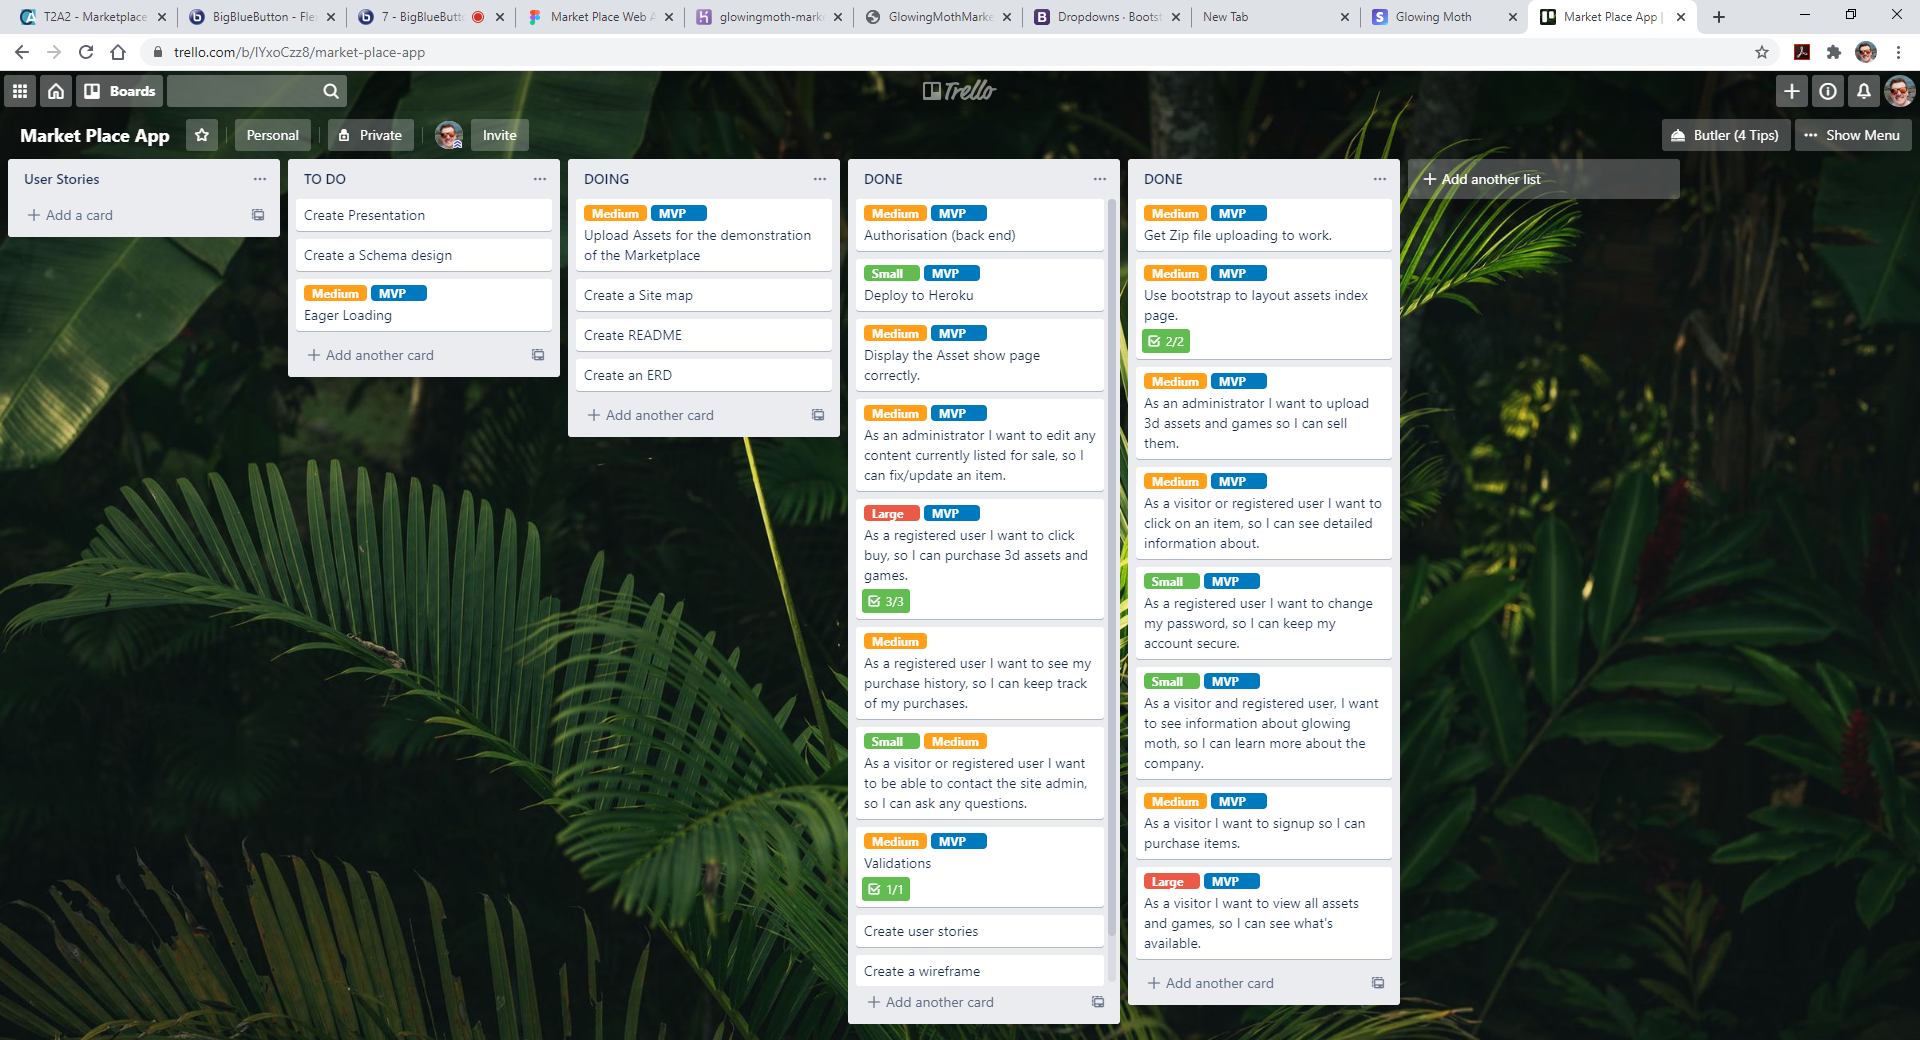 T2A2 - Marketplace
BigBlueButton - Fle
7 - BigBlueButt
Market Place Web A
glowingmoth-mark
GlowingMothMarke
Dropdowns · Boots
New Tab
Glowing Moth
Market Place App |
trello.com/b/lYxoCzz8/market-place-app
Boards
Trello
Market Place App
Personal
Private
Invite
Butler (4 Tips)
Show Menu
User Stories
Add a card
TO DO
Create Presentation
Create a Schema design
Medium MVP
Eager Loading
Add another card
DOING
Medium MVP
Upload Assets for the demonstration
of the Marketplace
Create a Site map
Create README
Create an ERD
Add another card
DONE
Medium MVP
Authorisation (back end)
Small MVP
Deploy to Heroku
Medium MVP
Display the Asset show page
correctly.
Medium MVP
As an administrator I want to edit any
content currently listed for sale, so I
can fix/update an item.
Large MVP
As a registered user I want to click
buy, so I can purchase 3d assets and
games.
3/3
Medium
As a registered user I want to see my
purchase history, so I can keep track
of my purchases.
Small Medium
As a visitor or registered user I want
to be able to contact the site admin,
so I can ask any questions.
Medium MVP
Validations
1/1
Create user stories
Create a wireframe
Add another card
DONE
Medium MVP
Get Zip file uploading to work.
Medium MVP
Use bootstrap to layout assets index
page.
2/2
Medium MVP
As an administrator I want to upload
3d assets and games so I can sell
them.
Medium MVP
As a visitor or registered user I want to
click on an item, so I can see detailed
information about.
Small MVP
As a registered user I want to change
my password, so I can keep my
account secure.
Small MVP
As a visitor and registered user, I want
to see information about glowing
moth, so I can learn more about the
company.
Medium MVP
As a visitor I want to signup so I can
purchase items.
Large MVP
As a visitor I want to view all assets
and games, so I can see what's
available.
Add another card
Add another list